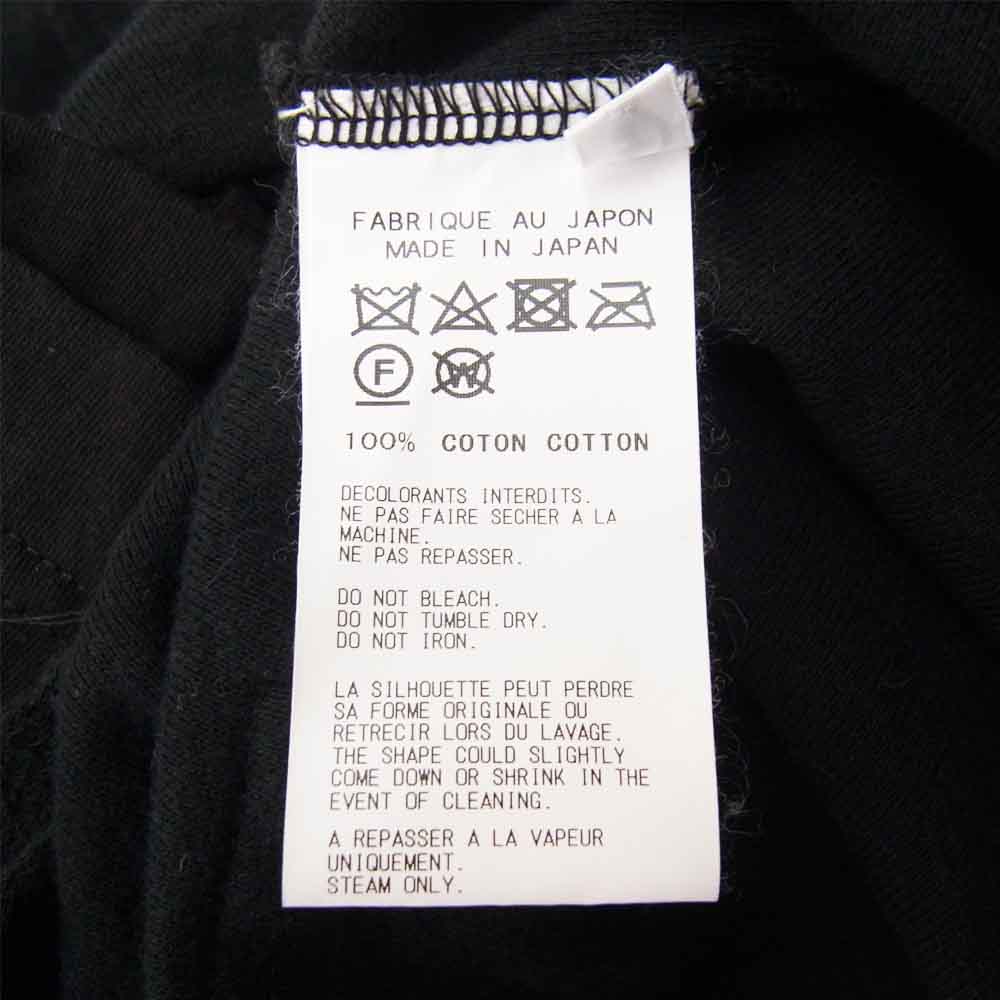 FABRIQUE AU JAPON
MADE IN JAPAN
F W
100% COTON COTTON
DECOLORANTS INTERDITS.
NE PAS FAIRE SECHER A LA
MACHINE.
NE PAS REPASSER.
DO NOT BLEACH.
DO NOT TUMBLE DRY.
DO NOT IRON.
LA SILHOUETTE PEUT PERDRE
SA FORME ORIGINALE OU
RETRECIR LORS DU LAVAGE.
THE SHAPE COULD SLIGHTLY
COME DOWN OR SHRINK IN THE
EVENT OF CLEANING.
A REPASSER A LA VAPEUR
UNIQUEMENT.
STEAM ONLY.